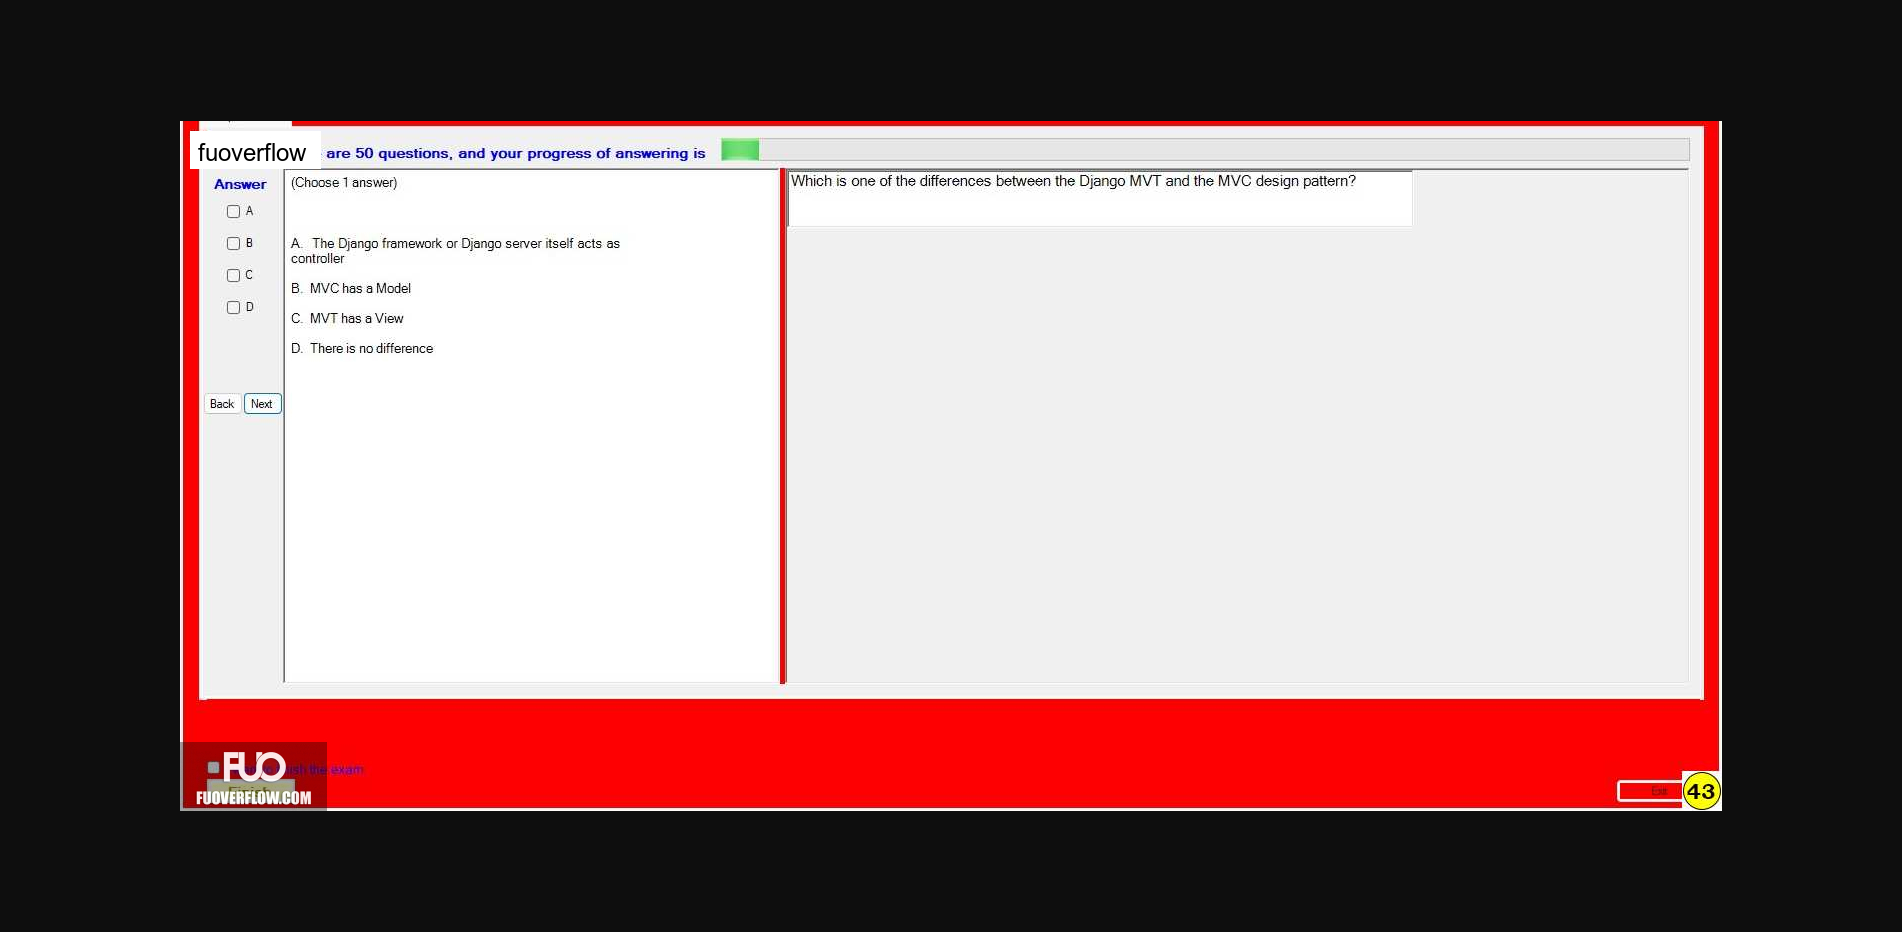 fuoverflow are 50 questions, and your progress of answering is
Answer
A
B
C
D
Back Next
(Choose 1 answer)
A. The Django framework or Django server itself acts as
controller
B. MVC has a Model
C. MVT has a View
D. There is no difference
Which is one of the differences between the Django MVT and the MVC design pattern?
the exam
Finish
FUO
FUOVERFLOW.COM
Exit
43